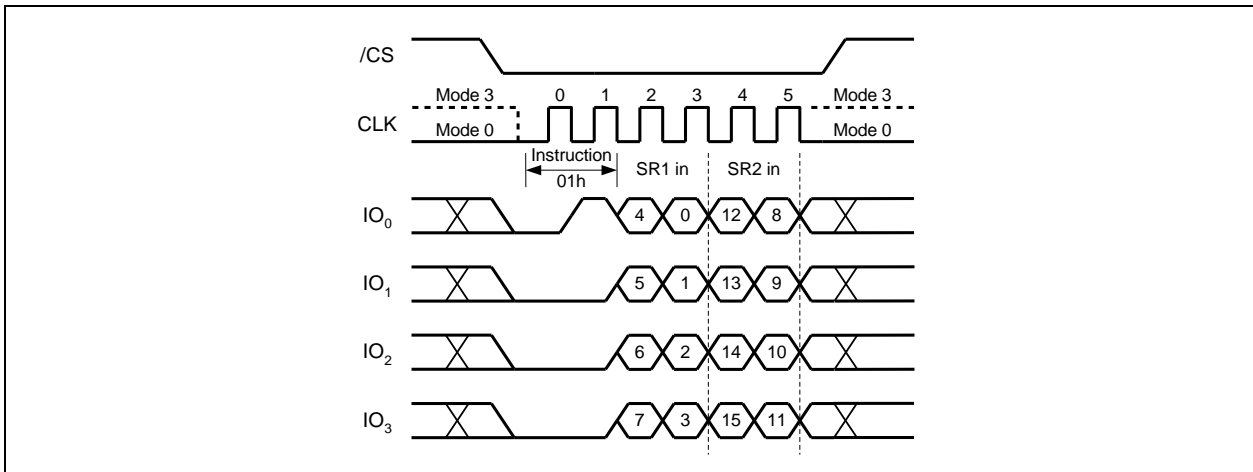 /CS
Mode 3 0 1 2 3 4 5 Mode 3
CLK Mode 0 Mode 0
Instruction SR1 in SR2 in
01h
IO0 4 0 12 8
IO1 5 1 13 9
IO2 6 2 14 10
IO3 7 3 15 11